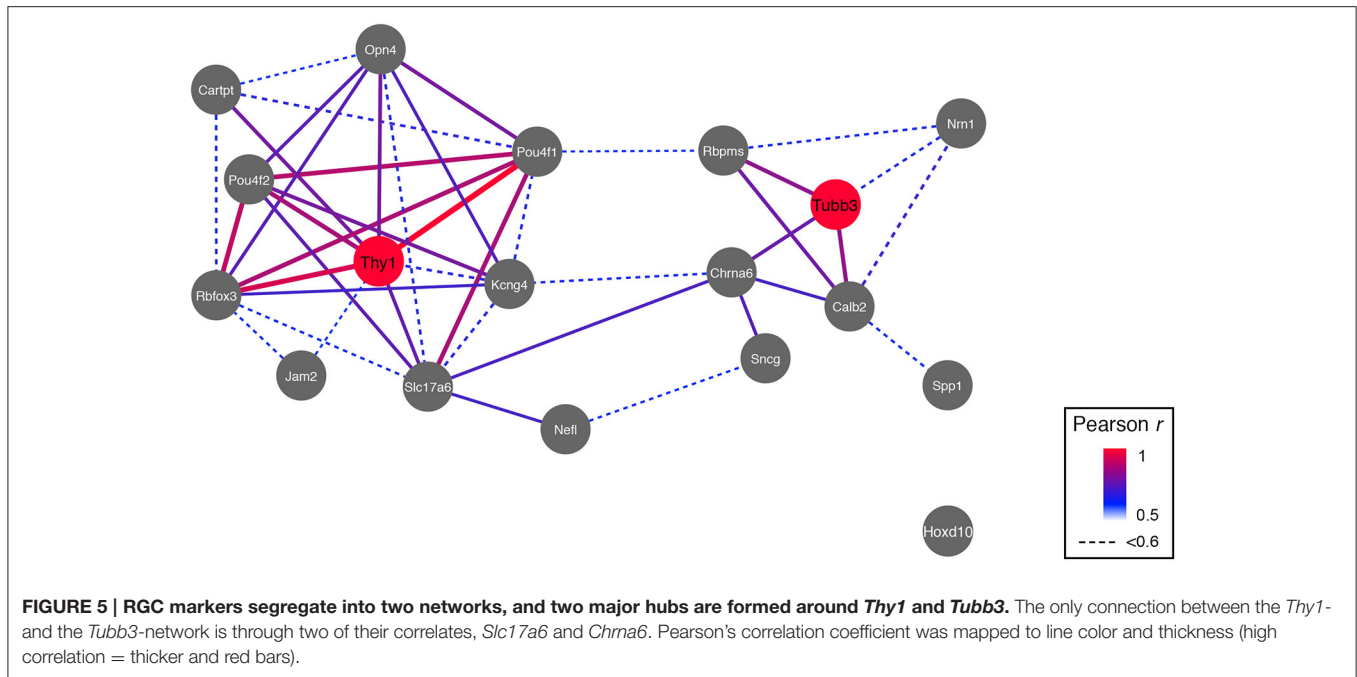 Opn4
Cartpt
Nrn1
Pou4f1
Rbpms
Pou4f2
Tubb3
Thy1
Chrna6
Kcng4
Rbfox3
Calb2
Sncg
Jam2
Slc17a6
Spp1
Nefl
Hoxd10
Pearson r
1
0.5
<0.6
FIGURE 5 | RGC markers segregate into two networks, and two major hubs are formed around Thy1 and Tubb3. The only connection between the Thy1-
and the Tubb3-network is through two of their correlates, Slc17a6 and Chrna6. Pearson's correlation coefficient was mapped to line color and thickness (high
correlation = thicker and red bars).